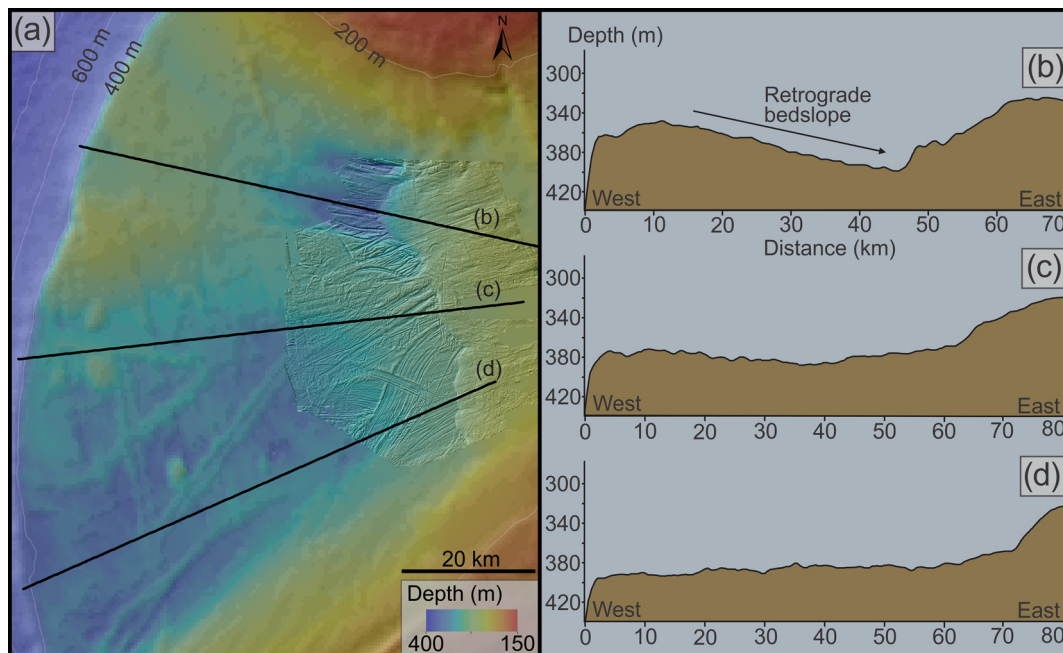 (a)
N
600 m
400 m
200 m
(b)
(c)
(d)
20 km
Depth (m)
400 150
Depth (m)
(b)
300
340
380
420
Retrograde
bedslope
West East
0 10 20 30 40 50 60 70
Distance (km)
(c)
300
340
380
420
West East
0 10 20 30 40 50 60 70 80
(d)
300
340
380
420
West East
0 10 20 30 40 50 60 70 80